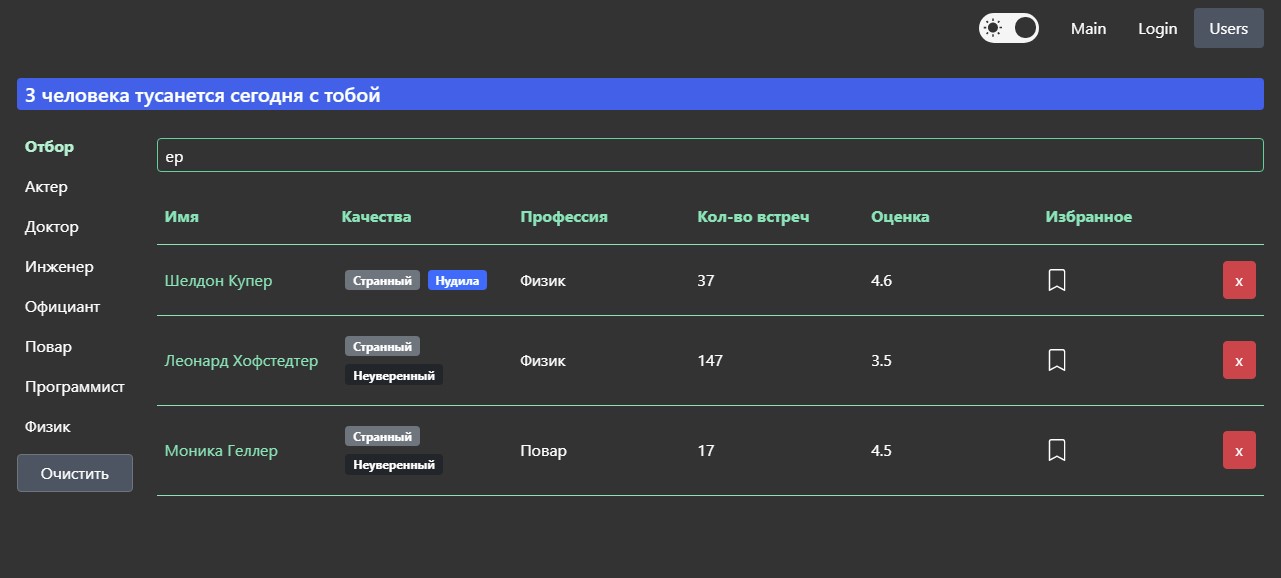 Main Login Users
3 человека тусанется сегодня с тобой
Отбор
Актер
Доктор
Инженер
Официант
Повар
Программист
Физик
Очистить
ер
Имя Качества Профессия Кол-во встреч Оценка Избранное
Шелдон Купер Странный Нудила Физик 37 4.6 x
Леонард Хофстедтер Странный Неуверенный Физик 147 3.5 x
Моника Геллер Странный Неуверенный Повар 17 4.5 x